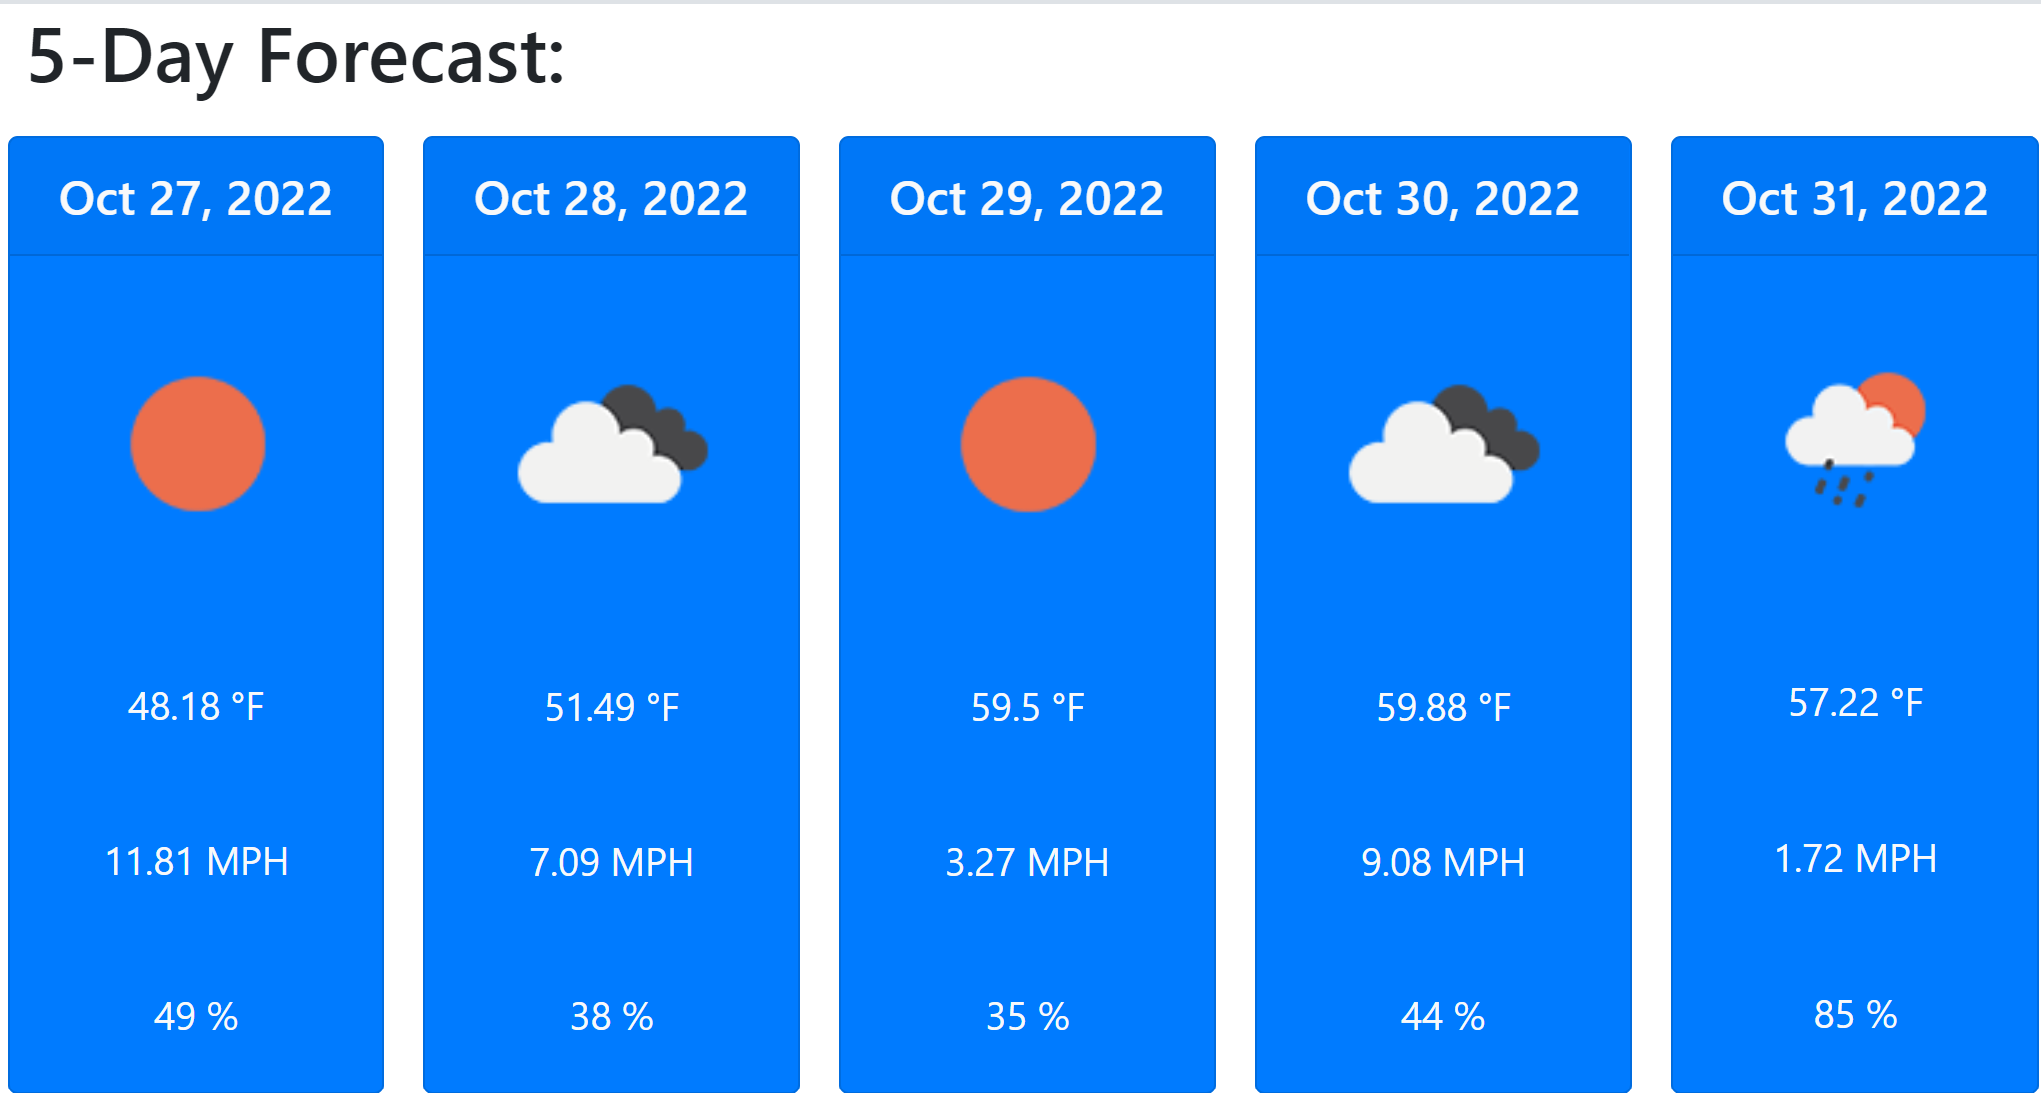 5-Day Forecast:
Oct 27, 2022
48.18 °F
11.81 MPH
49 %
Oct 28, 2022
51.49 °F
7.09 MPH
38 %
Oct 29, 2022
59.5 °F
3.27 MPH
35 %
Oct 30, 2022
59.88 °F
9.08 MPH
44 %
Oct 31, 2022
57.22 °F
1.72 MPH
85 %